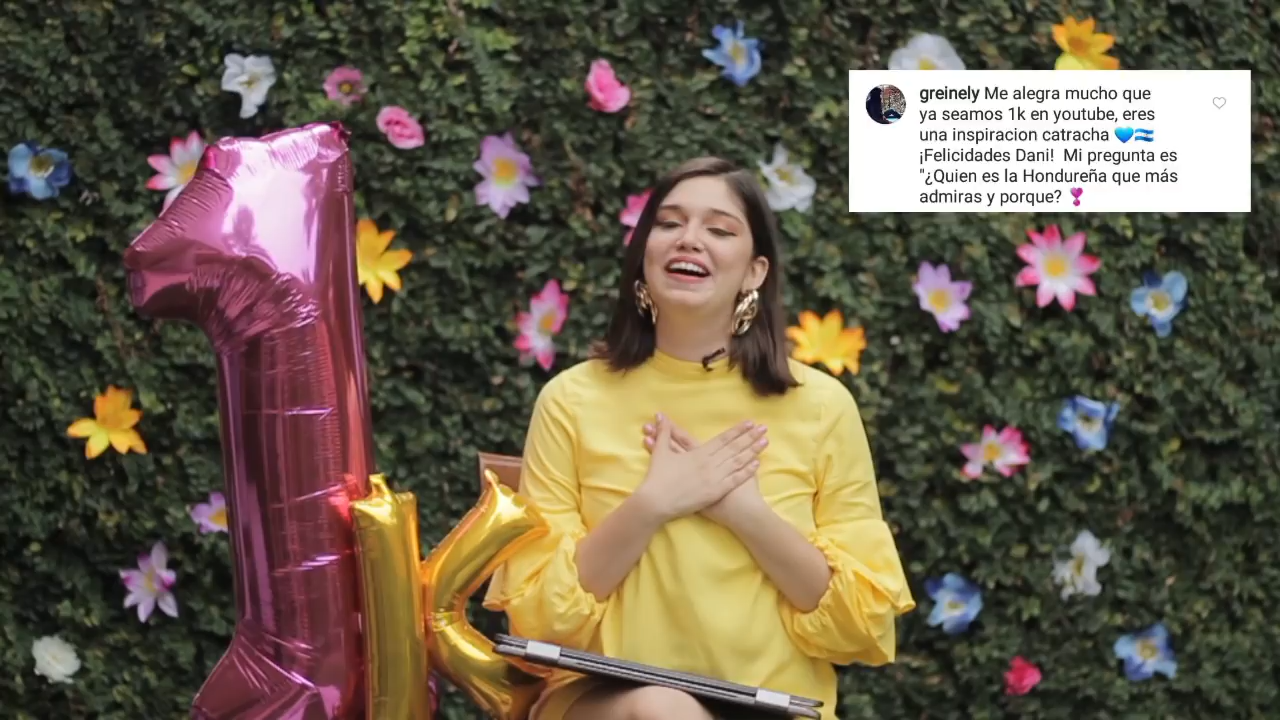 1
K
greinely Me alegra mucho que
ya seamos 1k en youtube, eres
una inspiracion catracha 💙🇭🇳
¡Felicidades Dani! Mi pregunta es
"¿Quien es la Hondureña que más
admiras y porque? ❣️